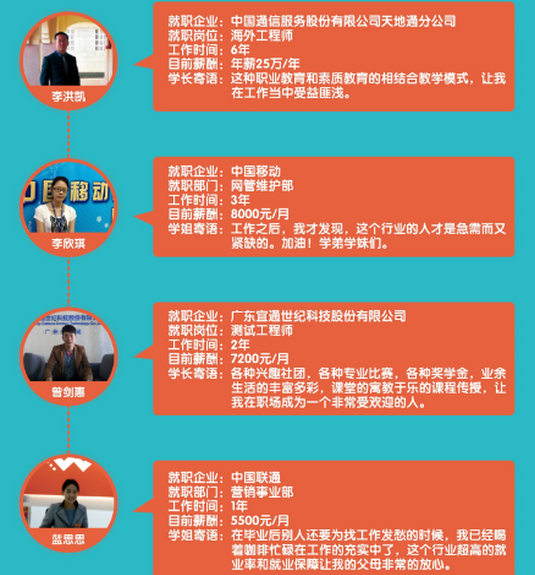 就职企业：中国通信服务股份有限公司天地通分公司
就职岗位：海外工程师
工作时间：6年
目前薪酬：年薪25万/年
学长寄语：这种职业教育和素质教育的相结合教学模式，让我
在工作当中受益匪浅。
李洪凯
就职企业：中国移动
就职部门：网管维护部
工作时间：3年
目前薪酬：8000元/月
学姐寄语：工作之后，我才发现，这个行业的人才是急需而又
紧缺的。加油！学弟学妹们。
中国移动
李欣琪
就职企业：广东宜通世纪科技股份有限公司
就职岗位：测试工程师
工作时间：2年
目前薪酬：7200元/月
学长寄语：各种兴趣社团，各种专业比赛，各种奖学金，业余
生活的丰富多彩，课堂的寓教于乐的课程传授，让
我在职场成为一个非常受欢迎的人。
曾剑惠
就职企业：中国联通
就职部门：营销事业部
工作时间：1年
目前薪酬：5500元/月
学姐寄语：在毕业后别人还要为找工作发愁的时候，我已经喝
着咖啡忙碌在工作的充实中了，这个行业超高的就
业率和就业保障让我的父母非常的放心。
蓝思思